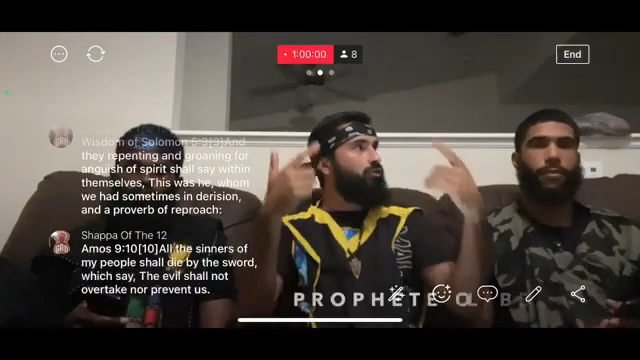 1:00:00
8
End
Wisdom of Solomon 5:3[3]And
they repenting and groaning for
anguish of spirit shall say within
themselves, This was he, whom
we had sometimes in derision,
and a proverb of reproach:
Shappa Of The 12
Amos 9:10[10]All the sinners of
my people shall die by the sword,
which say, The evil shall not
overtake nor prevent us.
PROPHETE